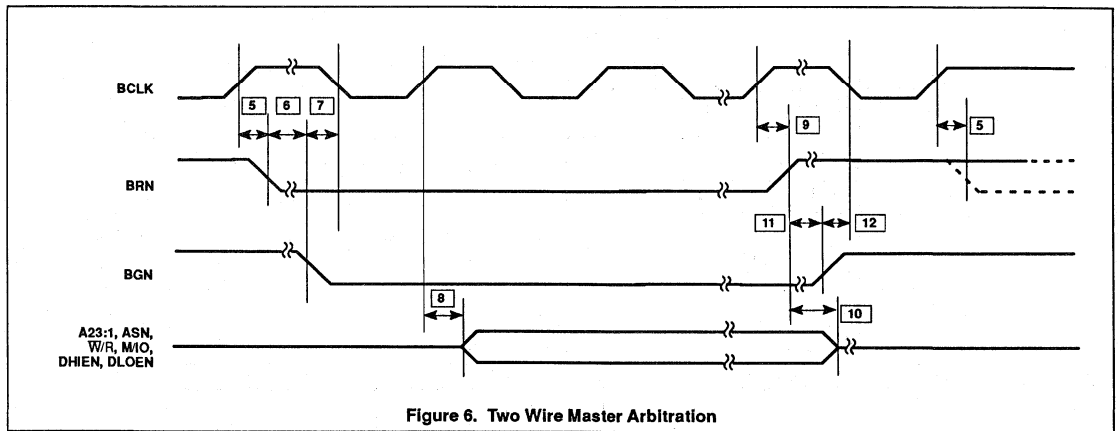 BCLK
5 6 7
9
5
BRN
11 12
BGN
8
10
A23:1, ASN,
W̅/R, M/IO,
DHIEN, DLOEN
Figure 6. Two Wire Master Arbitration